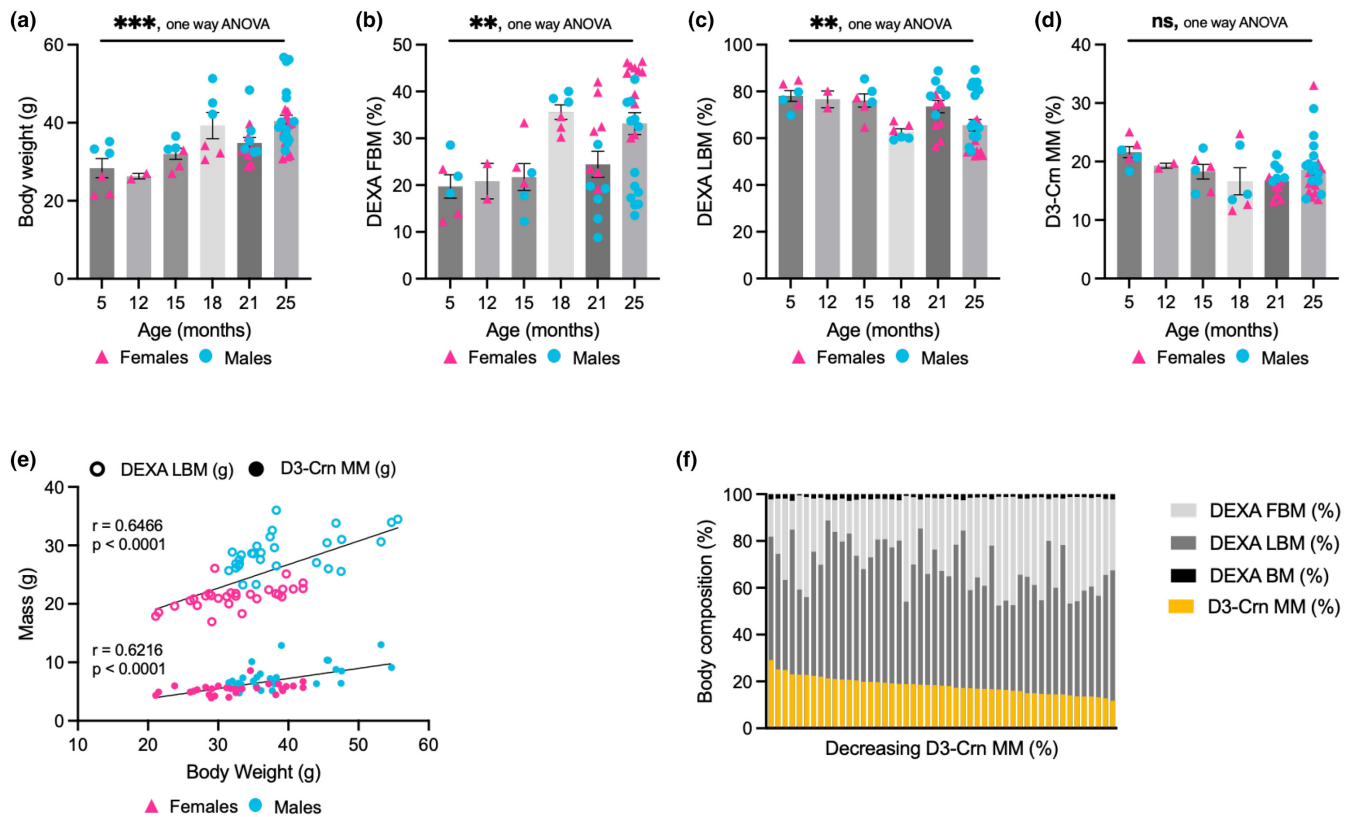 (a)
***, one way ANOVA
Body weight (g)
60
40
20
0
5 12 15 18 21 25
Age (months)
Females Males
(b)
**, one way ANOVA
DEXA FBM (%)
50
40
30
20
10
0
5 12 15 18 21 25
Age (months)
Females Males
(c)
**, one way ANOVA
DEXA LBM (%)
100
80
60
40
20
0
5 12 15 18 21 25
Age (months)
Females Males
(d)
ns, one way ANOVA
D3-Crn MM (%)
40
30
20
10
0
5 12 15 18 21 25
Age (months)
Females Males
(e)
DEXA LBM (g) D3-Crn MM (g)
Mass (g)
40
30
20
10
0
r = 0.6466
p < 0.0001
r = 0.6216
p < 0.0001
10 20 30 40 50 60
Body Weight (g)
Females Males
(f)
Body composition (%)
100
80
60
40
20
0
Decreasing D3-Crn MM (%)
DEXA FBM (%)
DEXA LBM (%)
DEXA BM (%)
D3-Crn MM (%)